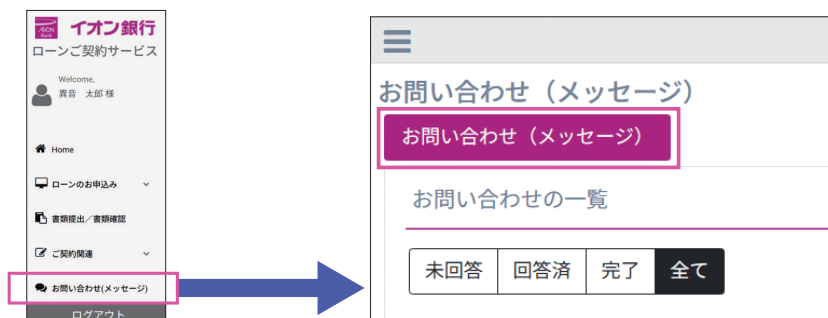 AEON Bank イオン銀行
ローンご契約サービス
Welcome,
異音 太郎 様
Home
ローンのお申込み
書類提出／書類確認
ご契約関連
お問い合わせ(メッセージ)
ログアウト
お問い合わせ（メッセージ）
お問い合わせ（メッセージ）
お問い合わせの一覧
未回答 回答済 完了 全て